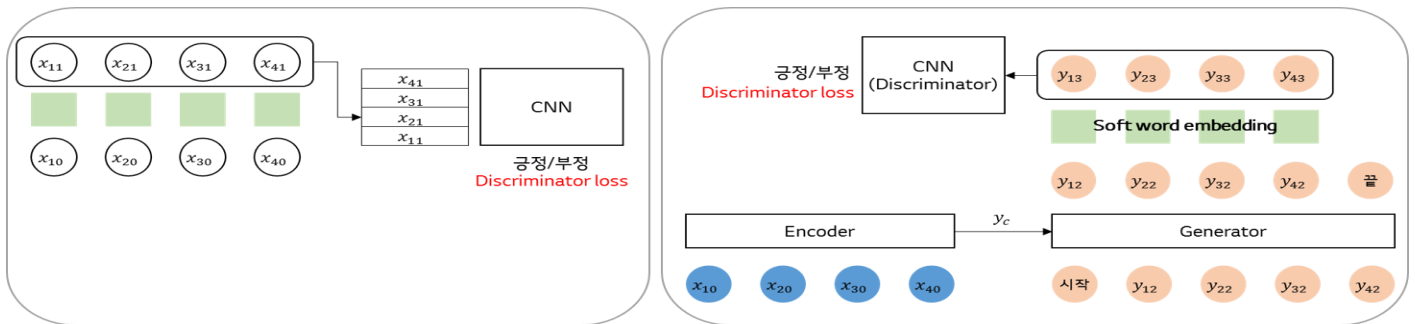 x11 x21 x31 x41
x41
x31
x21
x11
CNN
x10 x20 x30 x40
긍정/부정
Discriminator loss
긍정/부정
Discriminator loss
CNN
(Discriminator)
y13 y23 y33 y43
Soft word embedding
y12 y22 y32 y42 끝
Encoder
yc
Generator
x10 x20 x30 x40
시작 y12 y22 y32 y42